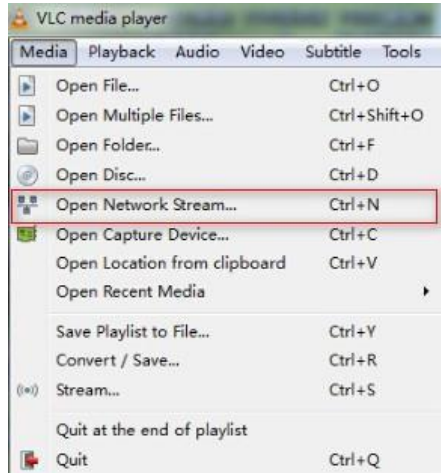 VLC media player
Media Playback Audio Video Subtitle Tools
Open File... Ctrl+O
Open Multiple Files... Ctrl+Shift+O
Open Folder... Ctrl+F
Open Disc... Ctrl+D
Open Network Stream... Ctrl+N
Open Capture Device... Ctrl+C
Open Location from clipboard Ctrl+V
Open Recent Media
Save Playlist to File... Ctrl+Y
Convert / Save... Ctrl+R
Stream... Ctrl+S
Quit at the end of playlist
Quit Ctrl+Q